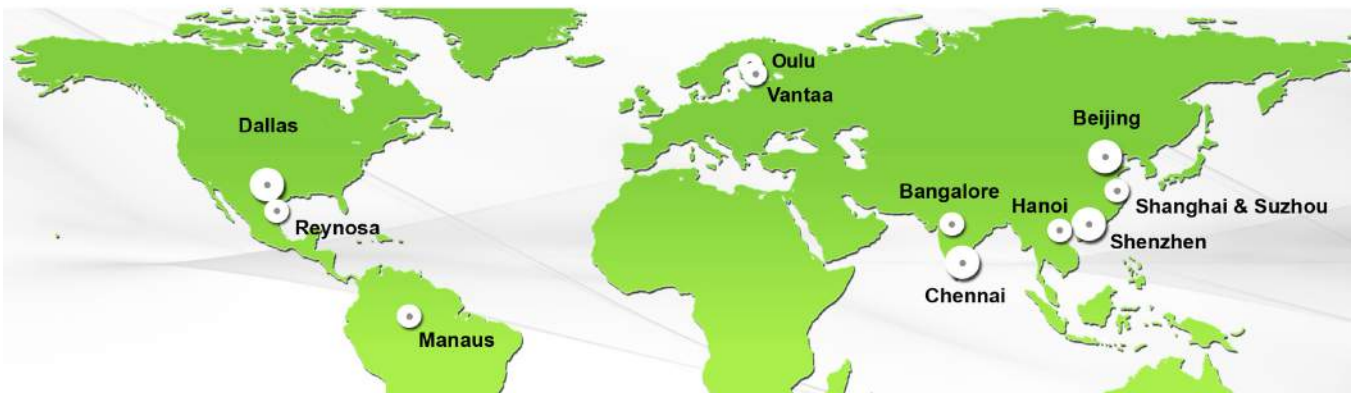 Oulu
Vantaa
Dallas
Beijing
Bangalore
Hanoi
Shanghai & Suzhou
Reynosa
Shenzhen
Chennai
Manaus